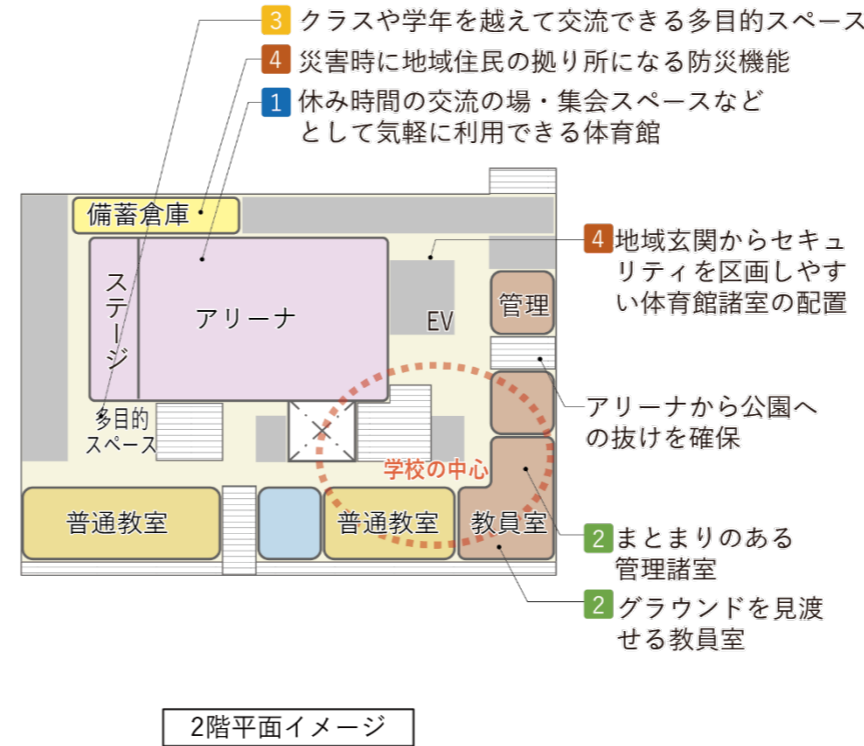 3 クラスや学年を越えて交流できる多目的スペース
4 災害時に地域住民の拠り所になる防災機能
1 休み時間の交流の場・集会スペースなど
として気軽に利用できる体育館
備蓄倉庫
ステージ
アリーナ
EV
管理
4 地域玄関からセキュ
リティを区画しやす
い体育館諸室の配置
アリーナから公園へ
の抜けを確保
多目的
スペース
学校の中心
普通教室
普通教室
教員室
2 まとまりのある
管理諸室
2 グラウンドを見渡
せる教員室
2階平面イメージ